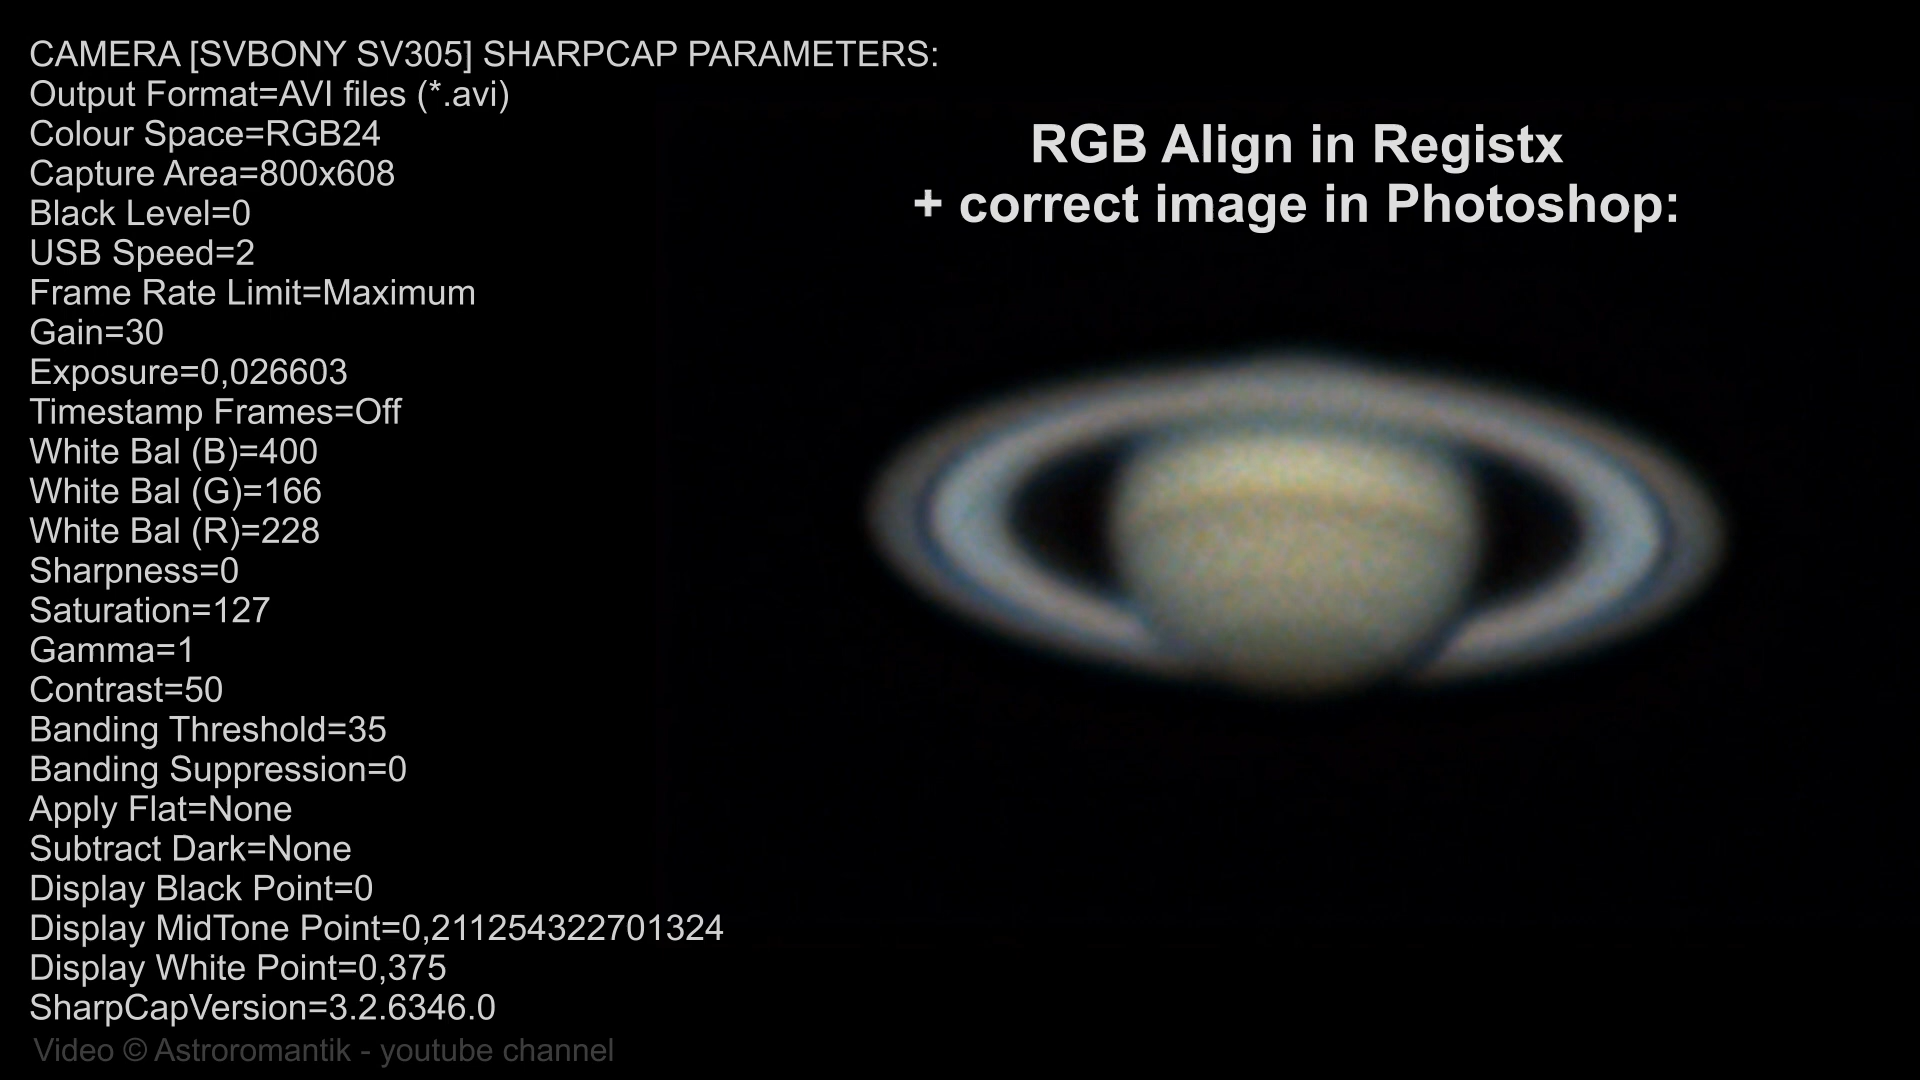 CAMERA [SVBONY SV305] SHARPCAP PARAMETERS:
Output Format=AVI files (*.avi)
Colour Space=RGB24
Capture Area=800x608
Black Level=0
USB Speed=2
Frame Rate Limit=Maximum
Gain=30
Exposure=0,026603
Timestamp Frames=Off
White Bal (B)=400
White Bal (G)=166
White Bal (R)=228
Sharpness=0
Saturation=127
Gamma=1
Contrast=50
Banding Threshold=35
Banding Suppression=0
Apply Flat=None
Subtract Dark=None
Display Black Point=0
Display MidTone Point=0,211254322701324
Display White Point=0,375
SharpCapVersion=3.2.6346.0
Video © Astroromantik - youtube channel
RGB Align in Registx
+ correct image in Photoshop: